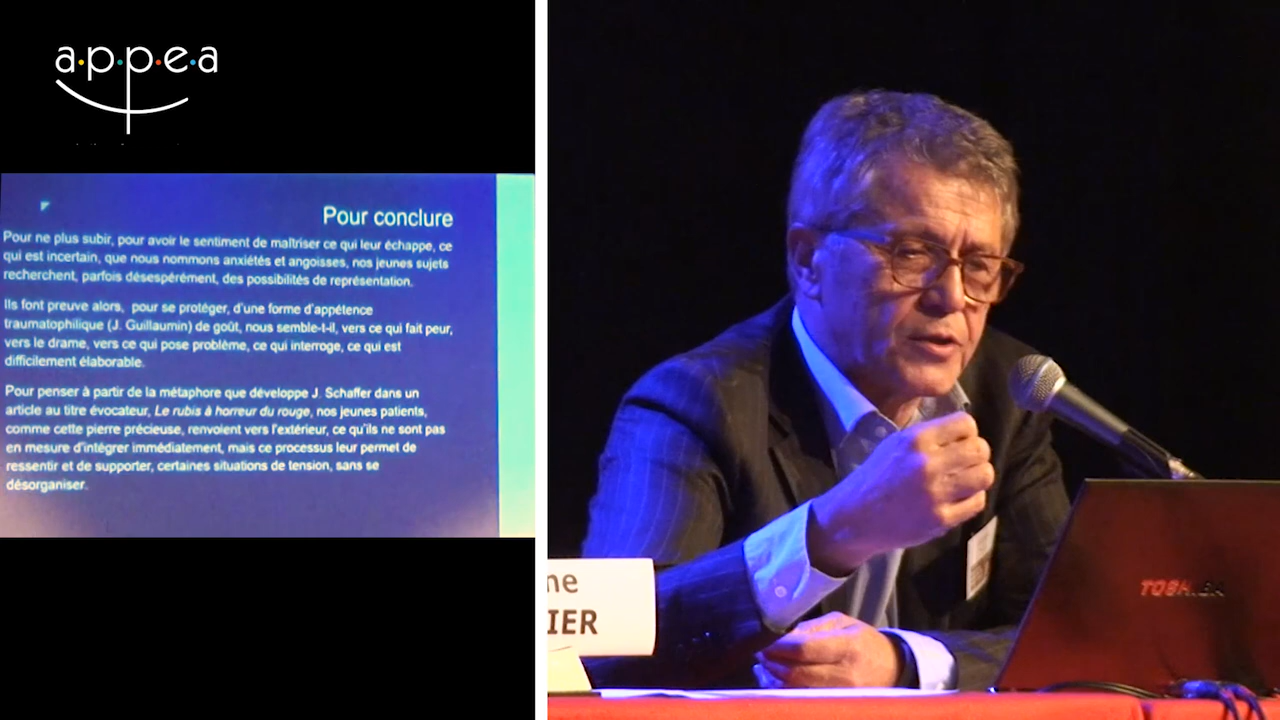 a·p·p·e·a
Pour conclure
Pour ne plus subir, pour avoir le sentiment de maîtriser ce qui leur échappe, ce
qui est incertain, que nous nommons anxiétés et angoisses, nos jeunes sujets
recherchent, parfois désespérément, des possibilités de représentation.
Ils font preuve alors, pour se protéger, d'une forme d'appétence
traumatophilique (J. Guillaumin) de goût, nous semble-t-il, vers ce qui fait peur,
vers le drame, vers ce qui pose problème, ce qui interroge, ce qui est
difficilement élaborable.
Pour penser à partir de la métaphore que développe J. Schaffer dans un
article au titre évocateur, Le rubis à horreur du rouge, nos jeunes patients,
comme cette pierre précieuse, renvoient vers l'extérieur, ce qu'ils ne sont pas
en mesure d'intégrer immédiatement, mais ce processus leur permet de
ressentir et de supporter, certaines situations de tension, sans se
désorganiser.
ne
IER
TOSHIBA